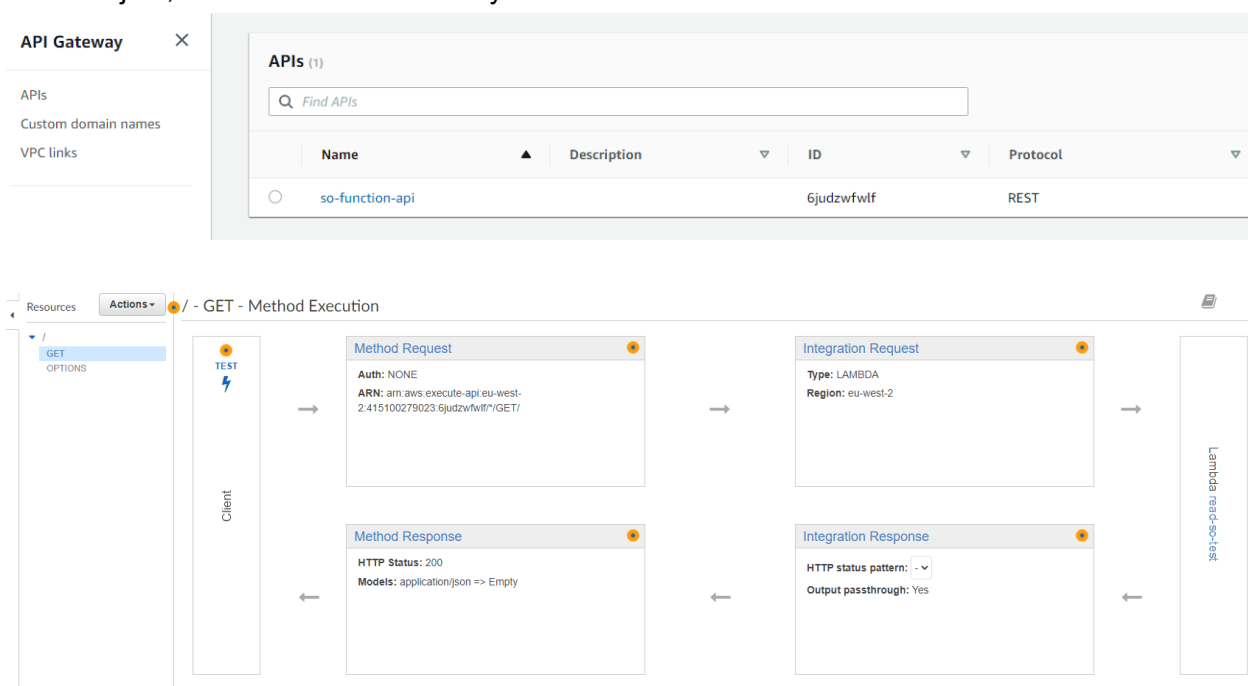 API Gateway
APIs
Custom domain names
VPC links
APIs (1)
Find APIs
Name Description ID Protocol
so-function-api 6judzwfwlf REST
Resources Actions
/ - GET - Method Execution
/
GET
OPTIONS
TEST
Client
Method Request
Auth: NONE
ARN: arn:aws:execute-api:eu-west-
2:415100279023:6judzwfwlf/*/GET/
Integration Request
Type: LAMBDA
Region: eu-west-2
Lambda read-so-test
Method Response
HTTP Status: 200
Models: application/json => Empty
Integration Response
HTTP status pattern: -
Output passthrough: Yes